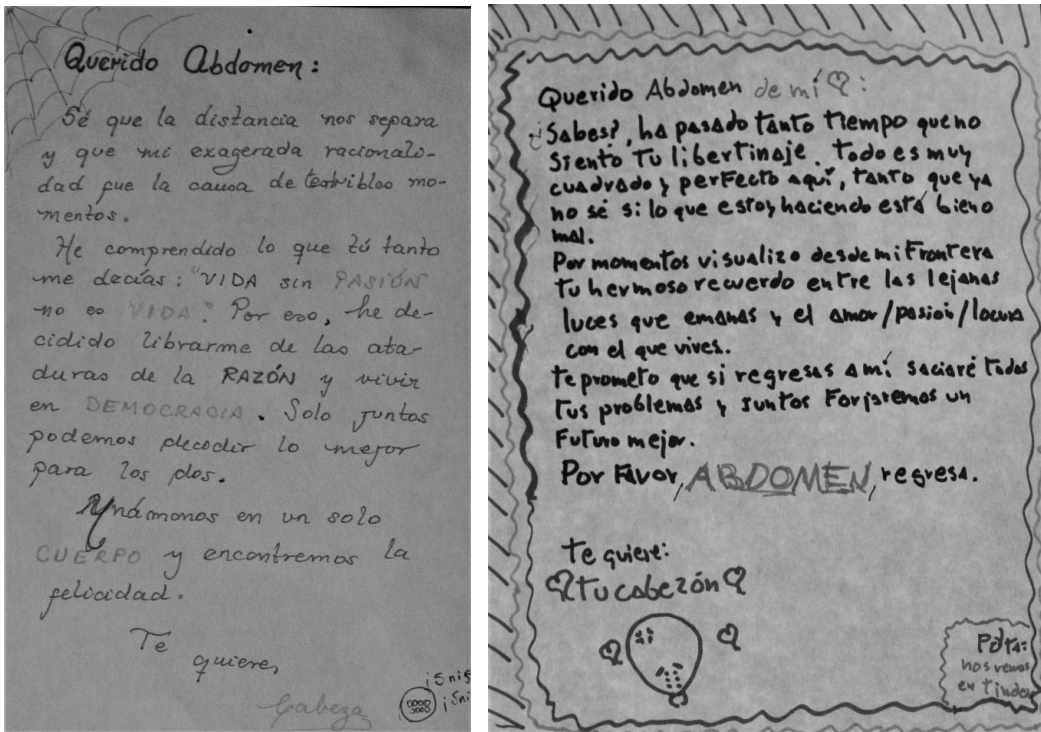 Querido Abdomen:
Sé que la distancia nos separa
y que mi exagerada racionali-
dad fue la causa de terribles mo-
mentos.
He comprendido lo que tú tanto
me decías: "VIDA sin PASIÓN
no es VIDA". Por eso, he de-
cidido librarme de las ata-
duras de la RAZÓN y vivir
en DEMOCRACIA. Solo juntos
podemos decidir lo mejor
para los dos.
Unámonos en un solo
CUERPO y encontremos la
felicidad.
Te
quiere,
Cabeza
¡Snif
¡Sni
Querido Abdomen de mí:
¿Sabes?, ha pasado tanto tiempo que no
siento tu libertinaje. Todo es muy
cuadrado y perfecto aquí, tanto que ya
no sé si lo que estoy haciendo está bien o
mal.
Por momentos visualizo desde mi frontera
tu hermoso recuerdo entre las lejanas
luces que emanas y el amor/pasión/locura
con el que vives.
te prometo que si regresas a mí saciaré todos
tus problemas y juntos forjaremos un
futuro mejor.
Por Favor, ABDOMEN, regresa.
te quiere:
tu cabezón
Pdta:
nos vemos
en Tinder